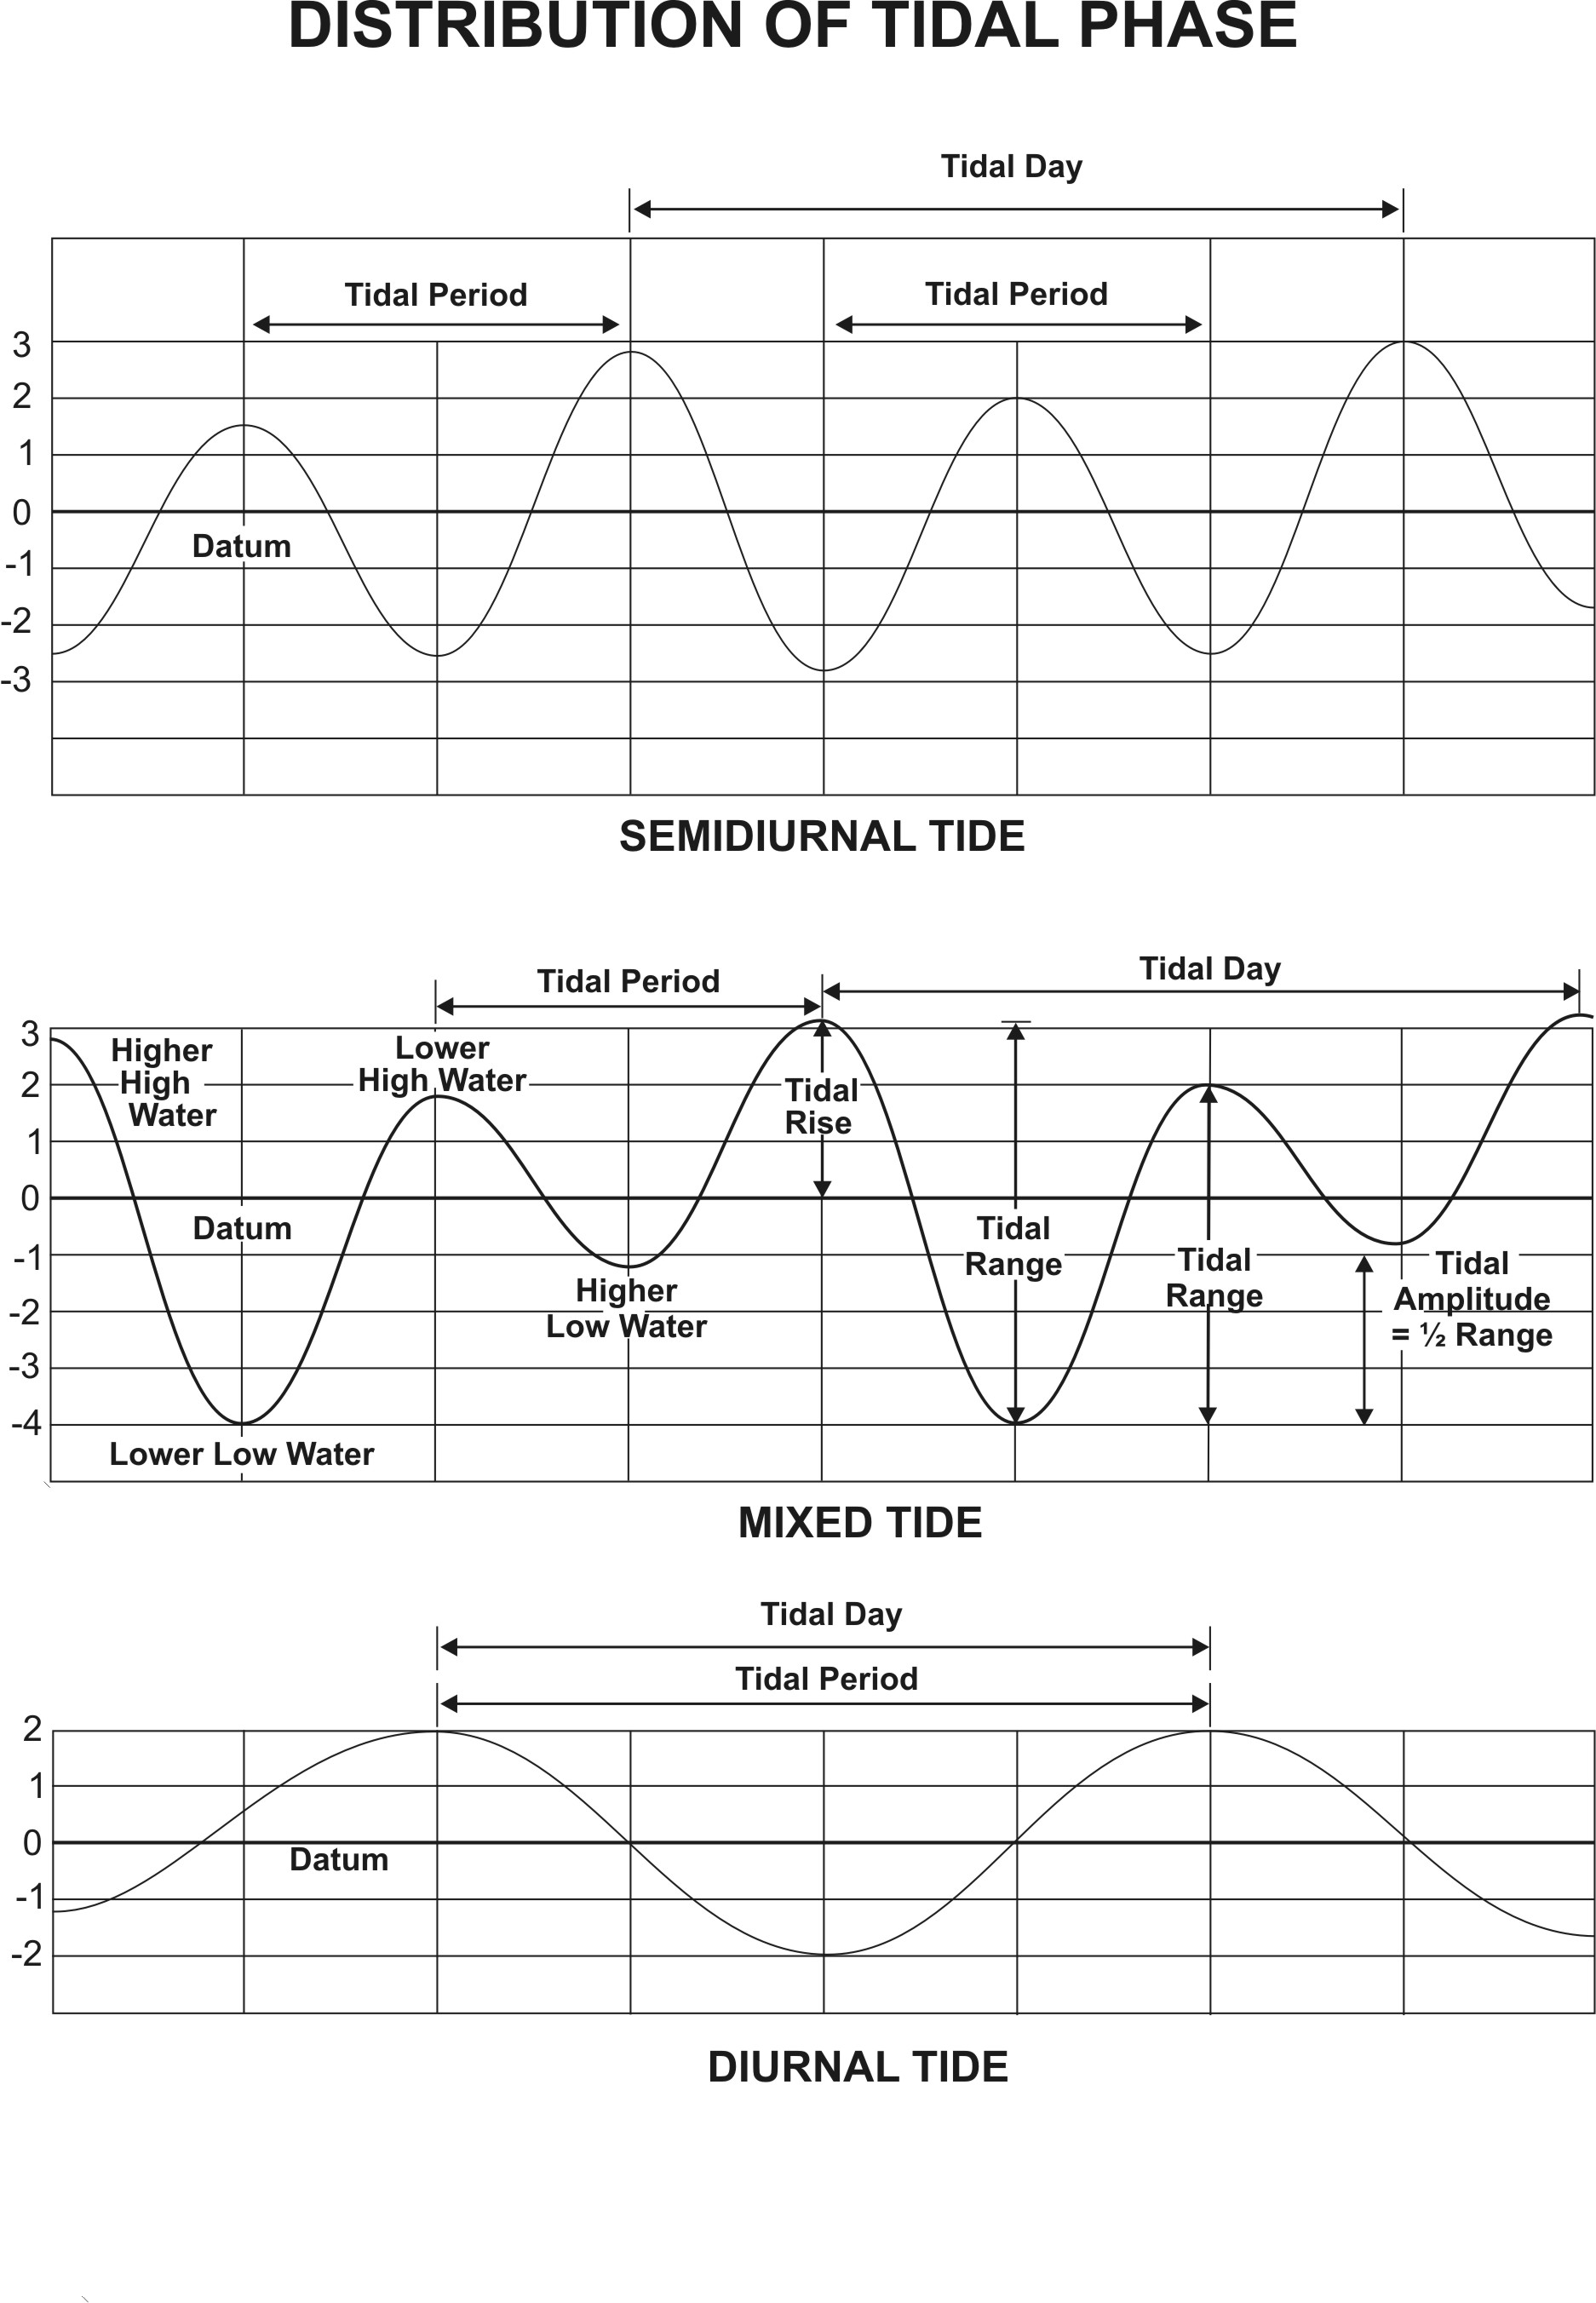 DISTRIBUTION OF TIDAL PHASE
Tidal Day
Tidal Period
Tidal Period
3
2
1
0
-1
-2
-3
Datum
SEMIDIURNAL TIDE
Tidal Day
Tidal Period
3
2
1
0
-1
-2
-3
-4
Higher
High
Water
Lower
High Water
Tidal
Rise
Datum
Tidal
Range
Tidal
Range
Tidal
Amplitude
= ½ Range
Higher
Low Water
Lower Low Water
MIXED TIDE
Tidal Day
Tidal Period
2
1
0
-1
-2
Datum
DIURNAL TIDE